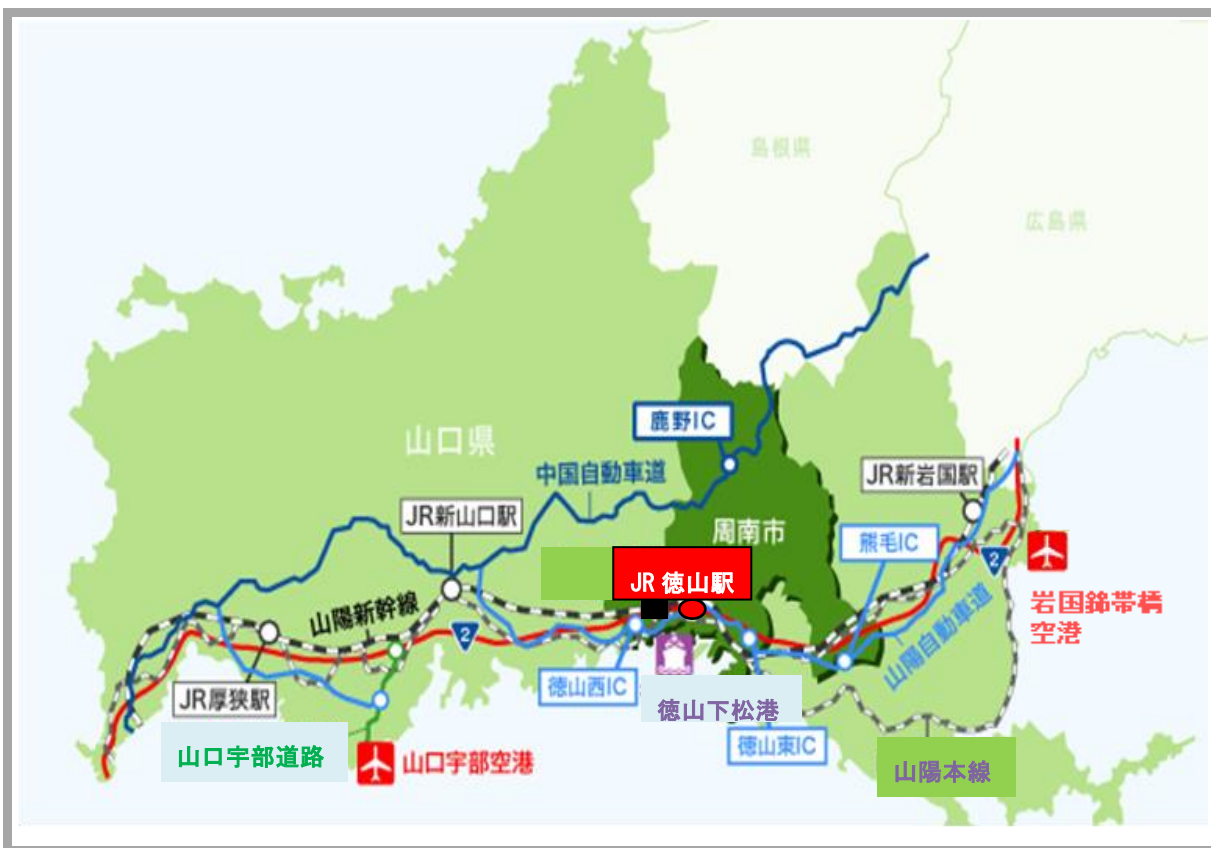 島根県
広島県
鹿野IC
山口県
中国自動車道
JR新岩国駅
JR新山口駅
周南市
熊毛IC
2
JR 徳山駅
岩国錦帯橋
空港
山陽新幹線
2
山陽自動車道
徳山西IC
JR厚狭駅
徳山下松港
徳山東IC
山口宇部道路
山口宇部空港
山陽本線